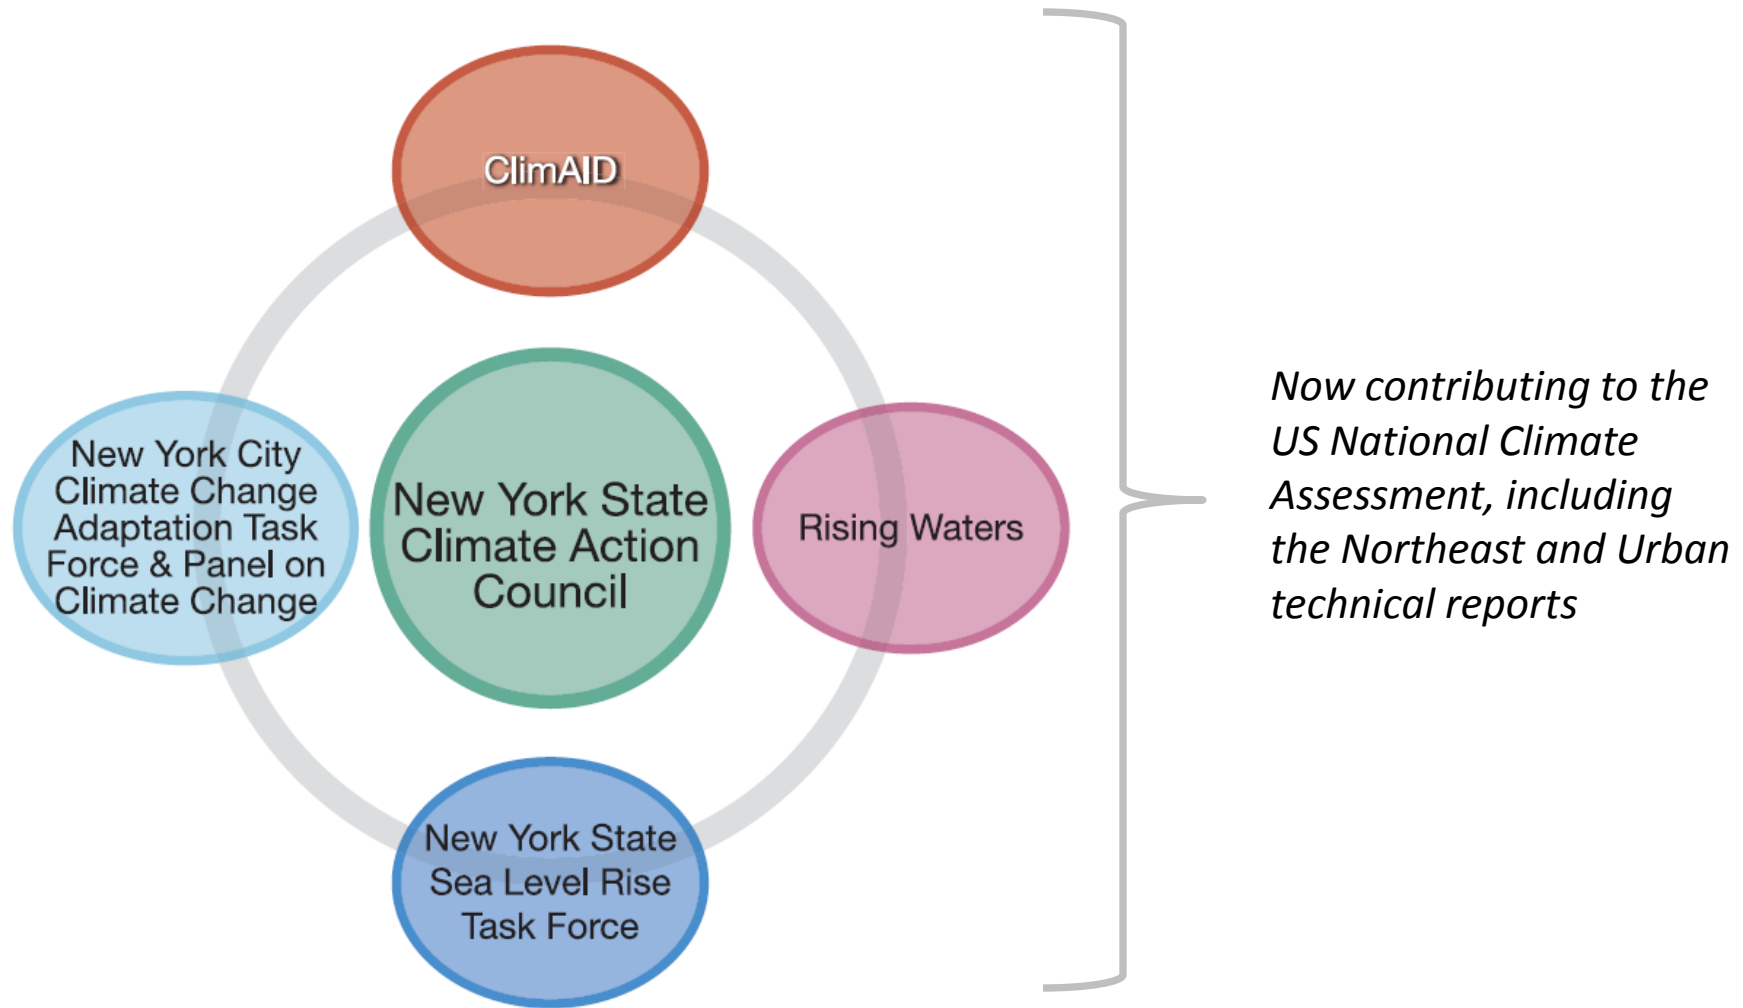 ClimAID
New York City
Climate Change
Adaptation Task
Force & Panel on
Climate Change
New York State
Climate Action
Council
Rising Waters
New York State
Sea Level Rise
Task Force
Now contributing to the
US National Climate
Assessment, including
the Northeast and Urban
technical reports